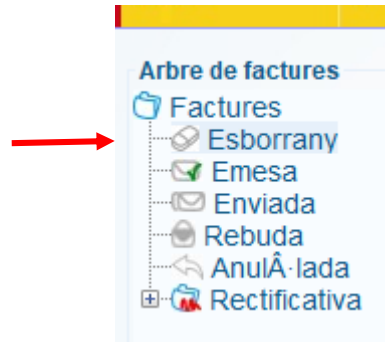 Arbre de factures
Factures
Esborrany
Emesa
Enviada
Rebuda
AnulÂ·lada
Rectificativa